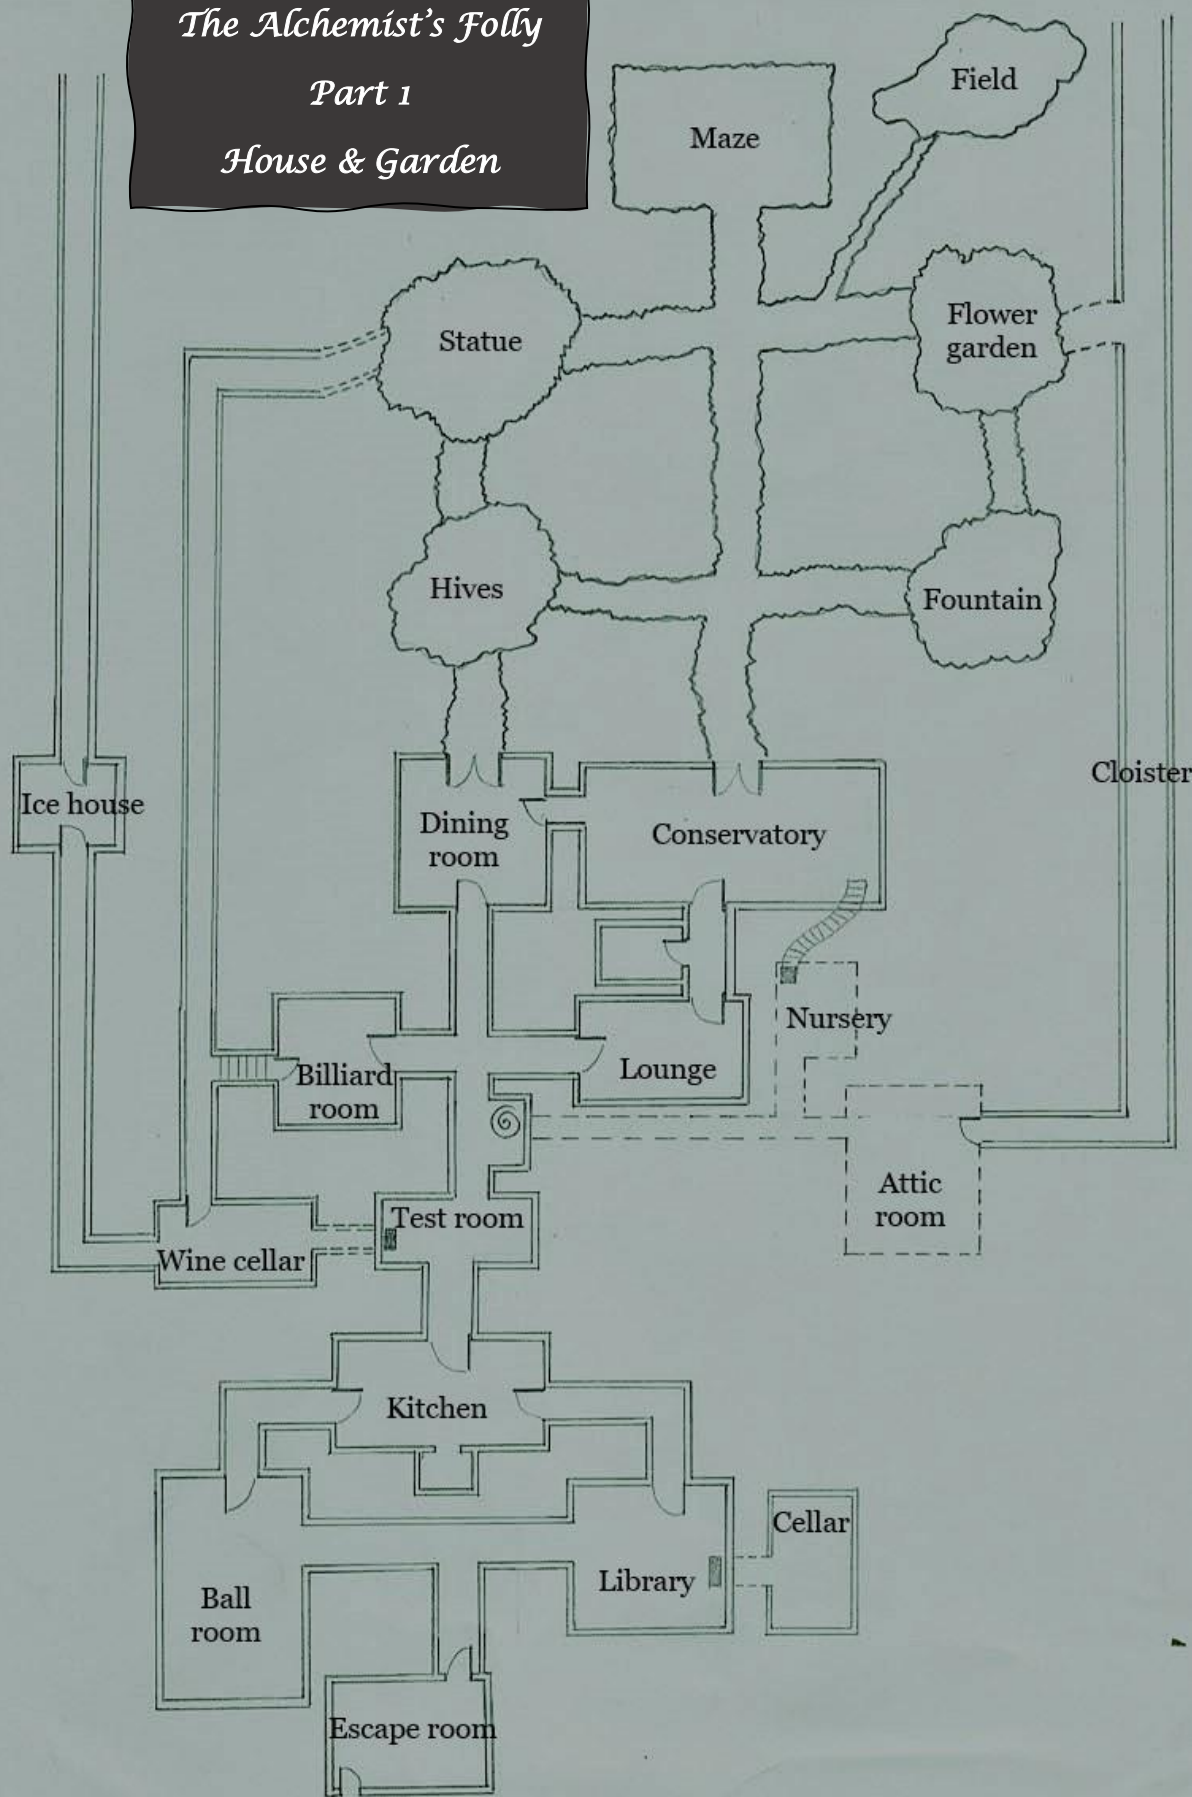 The Alchemist's Folly
Part 1
House & Garden
Field
Maze
Flower
garden
Statue
Hives
Fountain
Cloister
Ice house
Dining
room
Conservatory
Nursery
Lounge
Billiard
room
Attic
room
Test room
Wine cellar
Kitchen
Cellar
Library
Ball
room
Escape room